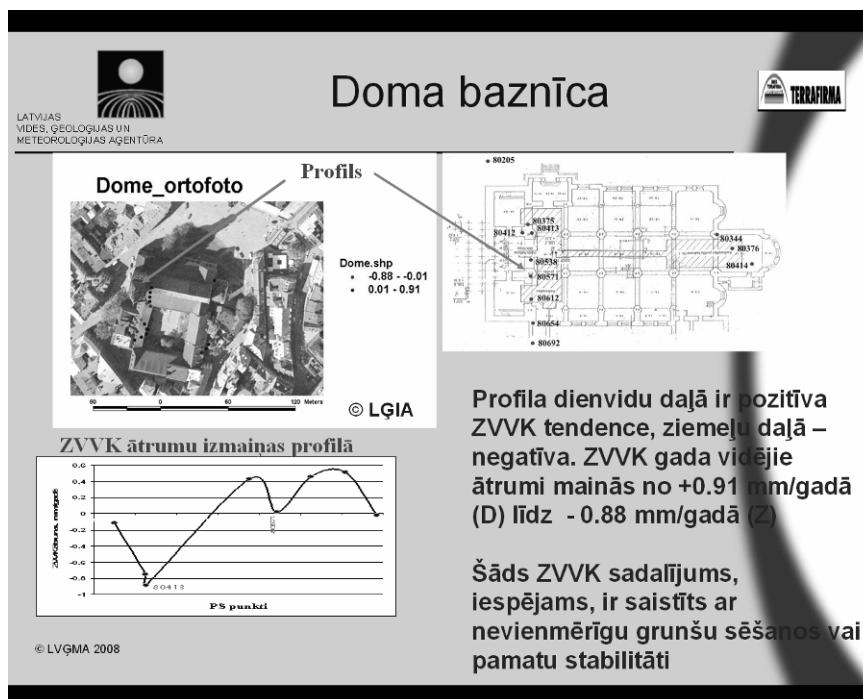 Doma baznīca
LATVIJAS
VIDES, ĢEOLOĢIJAS UN
METEOROLOĢIJAS AĢENTŪRA
TERRAFIRMA
Profils
Dome_ortofoto
Dome.shp
-0.88 - -0.01
0.01 - 0.91
60 0 60 120 Meters
© LĢIA
80205
80375
80412
80413
80344
80376
80414
80538
80571
80612
80654
80692
ZVVK ātrumu izmaiņas profilā
ZVVK ātrums, mm/gadā
0.6
0.4
0.2
0
-0.2
-0.4
-0.6
-0.8
-1
80571
80413
PS punkti
Profila dienvidu daļā ir pozitīva
ZVVK tendence, ziemeļu daļā –
negatīva. ZVVK gada vidējie
ātrumi mainās no +0.91 mm/gadā
(D) līdz - 0.88 mm/gadā (Z)
Šāds ZVVK sadalījums,
iespējams, ir saistīts ar
nevienmērīgu grunšu sēšanos vai
pamatu stabilitāti
© LVĢMA 2008